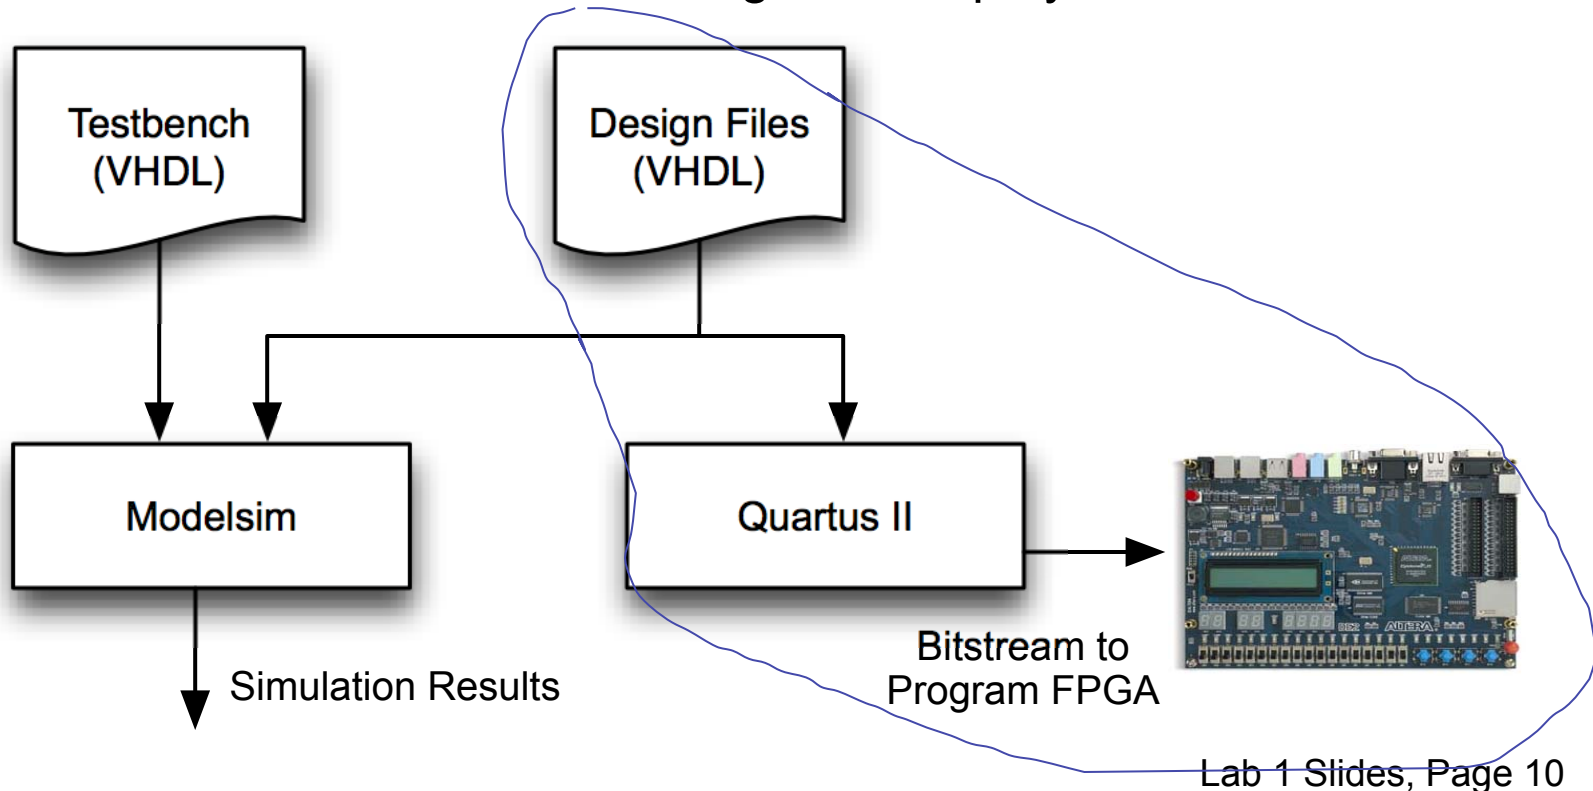 Testbench
(VHDL)
Design Files
(VHDL)
Modelsim
Quartus II
Simulation Results
Bitstream to
Program FPGA
ALTERA
Lab 1 Slides, Page 10